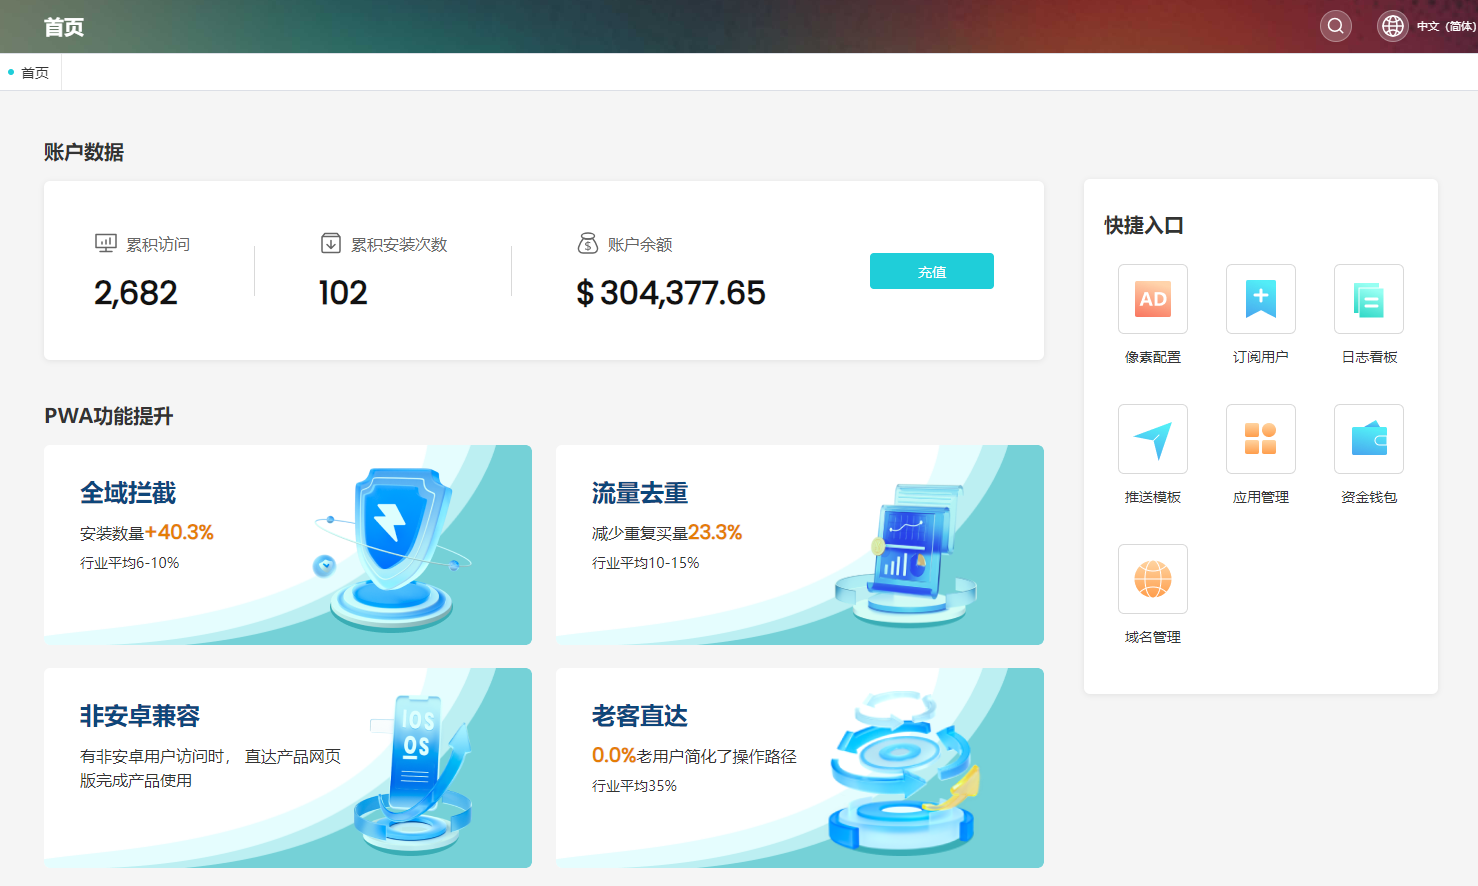 首页
中文 (简体)
首页
账户数据
累积访问
2,682
累积安装次数
102
账户余额
$ 304,377.65
充值
快捷入口
AD
像素配置
订阅用户
日志看板
推送模板
应用管理
资金钱包
域名管理
PWA功能提升
全域拦截
安装数量+40.3%
行业平均6-10%
流量去重
减少重复买量23.3%
行业平均10-15%
非安卓兼容
有非安卓用户访问时， 直达产品网页
版完成产品使用
IOS
OS
老客直达
0.0%老用户简化了操作路径
行业平均35%